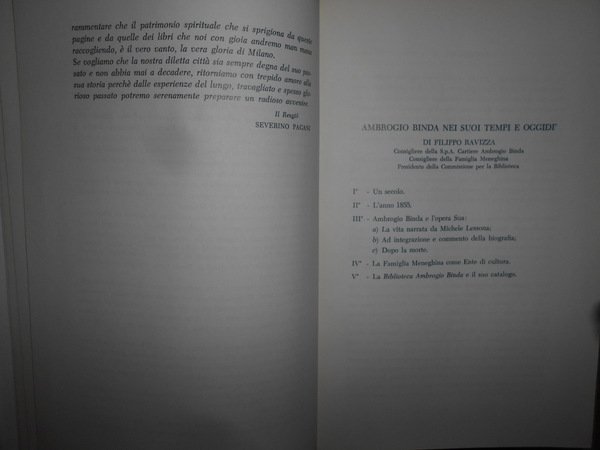 rammentare che il patrimonio spirituale che si sprigiona da queste
pagine e da quelle dei libri che noi con gioia andremo man mano
raccogliendo, è il vero vanto, la vera gloria di Milano.
Se vogliamo che la nostra diletta città sia sempre degna del suo pas-
sato e non abbia mai a decadere, ritorniamo con trepido amore alla
sua storia perchè dalle esperienze del lungo, travagliato e spesso glo-
rioso passato potremo serenamente preparare un radioso avvenire.
Il Resgiô
SEVERINO PAGANI
AMBROGIO BINDA NEI SUOI TEMPI E OGGIDI'
DI FILIPPO RAVIZZA
Consigliere della S.p.A. Cartiere Ambrogio Binda
Consigliere della Famiglia Meneghina
Presidente della Commissione per la Biblioteca
I° - Un secolo.
II° - L'anno 1855.
III° - Ambrogio Binda e l'opera Sua:
a) La vita narrata da Michele Lessona;
b) Ad integrazione e commento della biografia;
c) Dopo la morte.
IV° - La Famiglia Meneghina come Ente di cultura.
V° - La Biblioteca Ambrogio Binda e il suo catalogo.